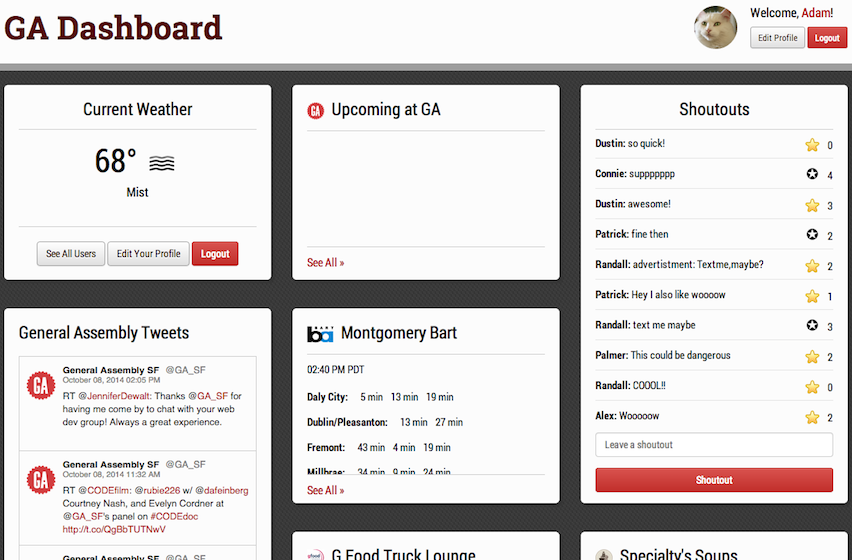 GA Dashboard
Welcome, Adam!
Edit Profile
Logout
Current Weather
68°
Mist
See All Users
Edit Your Profile
Logout
GA
Upcoming at GA
See All »
Shoutouts
Dustin: so quick! 0
Connie: suppppppp 4
Dustin: awesome! 3
Patrick: fine then 2
Randall: advertistment: Textme,maybe? 2
Patrick: Hey I also like woooow 1
Randall: text me maybe 3
Palmer: This could be dangerous 2
Randall: COOOL!! 0
Alex: Wooooow 2
Leave a shoutout
Shoutout
General Assembly Tweets
GA
General Assembly SF @GA_SF
October 08, 2014 02:05 PM
RT @JenniferDewalt: Thanks @GA_SF for
having me come by to chat with your web
dev group! Always a great experience.
GA
General Assembly SF @GA_SF
October 08, 2014 11:32 AM
RT @CODEfilm: @rubie226 w/ @dafeinberg
Courtney Nash, and Evelyn Cordner at
@GA_SF's panel on #CODEdoc
http://t.co/QgBbTUTNwV
General Assembly SF @GA_SF
ba
Montgomery Bart
02:40 PM PDT
Daly City: 5 min 13 min 19 min
Dublin/Pleasanton: 13 min 27 min
Fremont: 43 min 4 min 19 min
Millbrae: 34 min 9 min 24 min
See All »
G Food Truck Lounge
Specialty's Soups